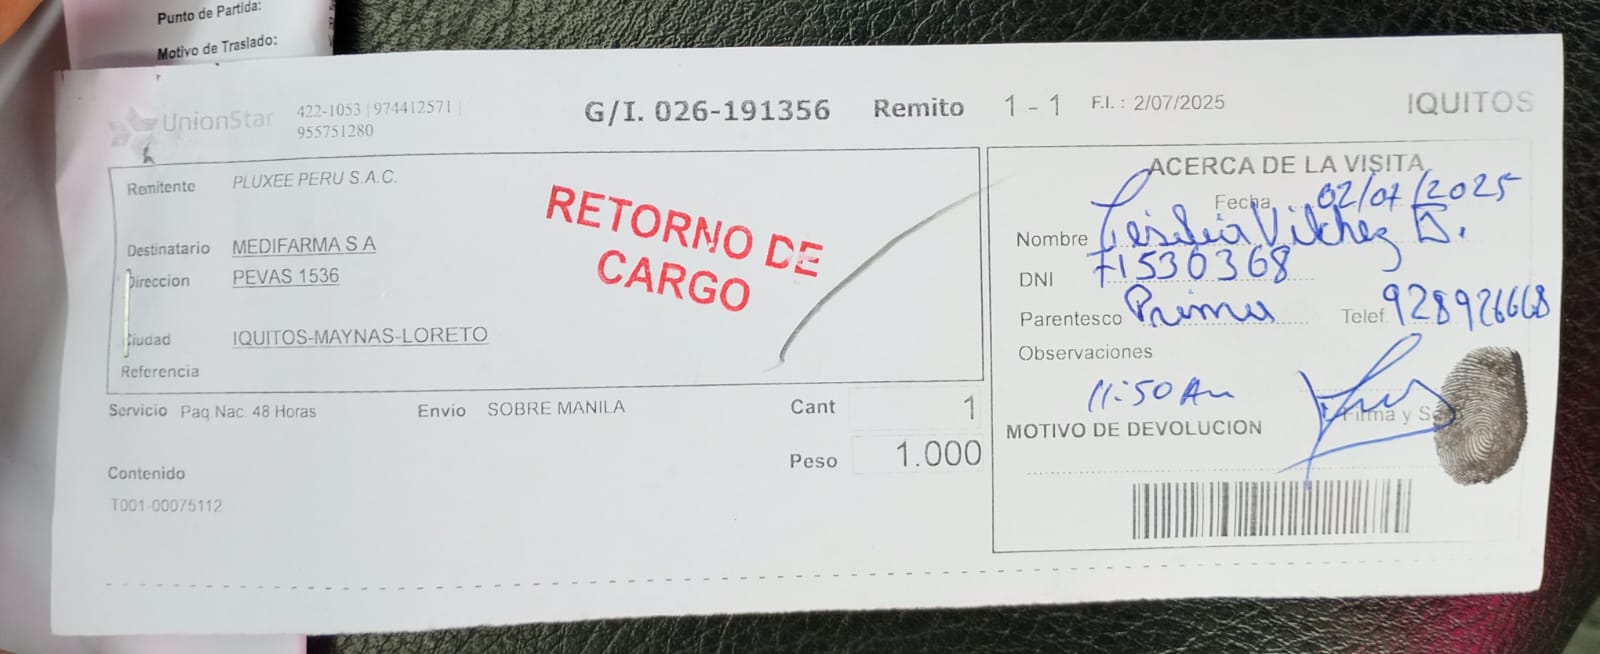 Punto de Partida:
Motivo de Traslado:
UnionStar
422-1053 | 974412571 |
955751280
G/I. 026-191356 Remito 1 - 1 F.I. : 2/07/2025 IQUITOS
Remitente PLUXEE PERU S.A.C.
Destinatario MEDIFARMA S A
Direccion PEVAS 1536
Ciudad IQUITOS-MAYNAS-LORETO
Referencia
RETORNO DE
CARGO
Servicio Paq.Nac. 48 Horas Envio SOBRE MANILA Cant 1
Peso 1.000
Contenido
T001-00075112
ACERCA DE LA VISITA
Fecha 02/07/2025
Nombre Vilchez D.
DNI 71530368
Parentesco Prima Telef 928926668
Observaciones
11:50 Am
Firma y Se
MOTIVO DE DEVOLUCION